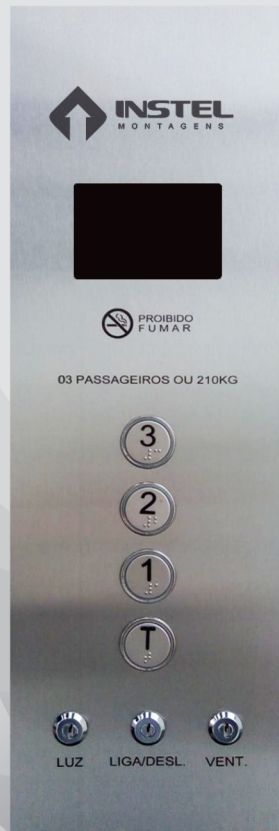 INSTEL
MONTAGENS
PROIBIDO
FUMAR
03 PASSAGEIROS OU 210KG
3
2
1
T
LUZ LIGA/DESL. VENT.